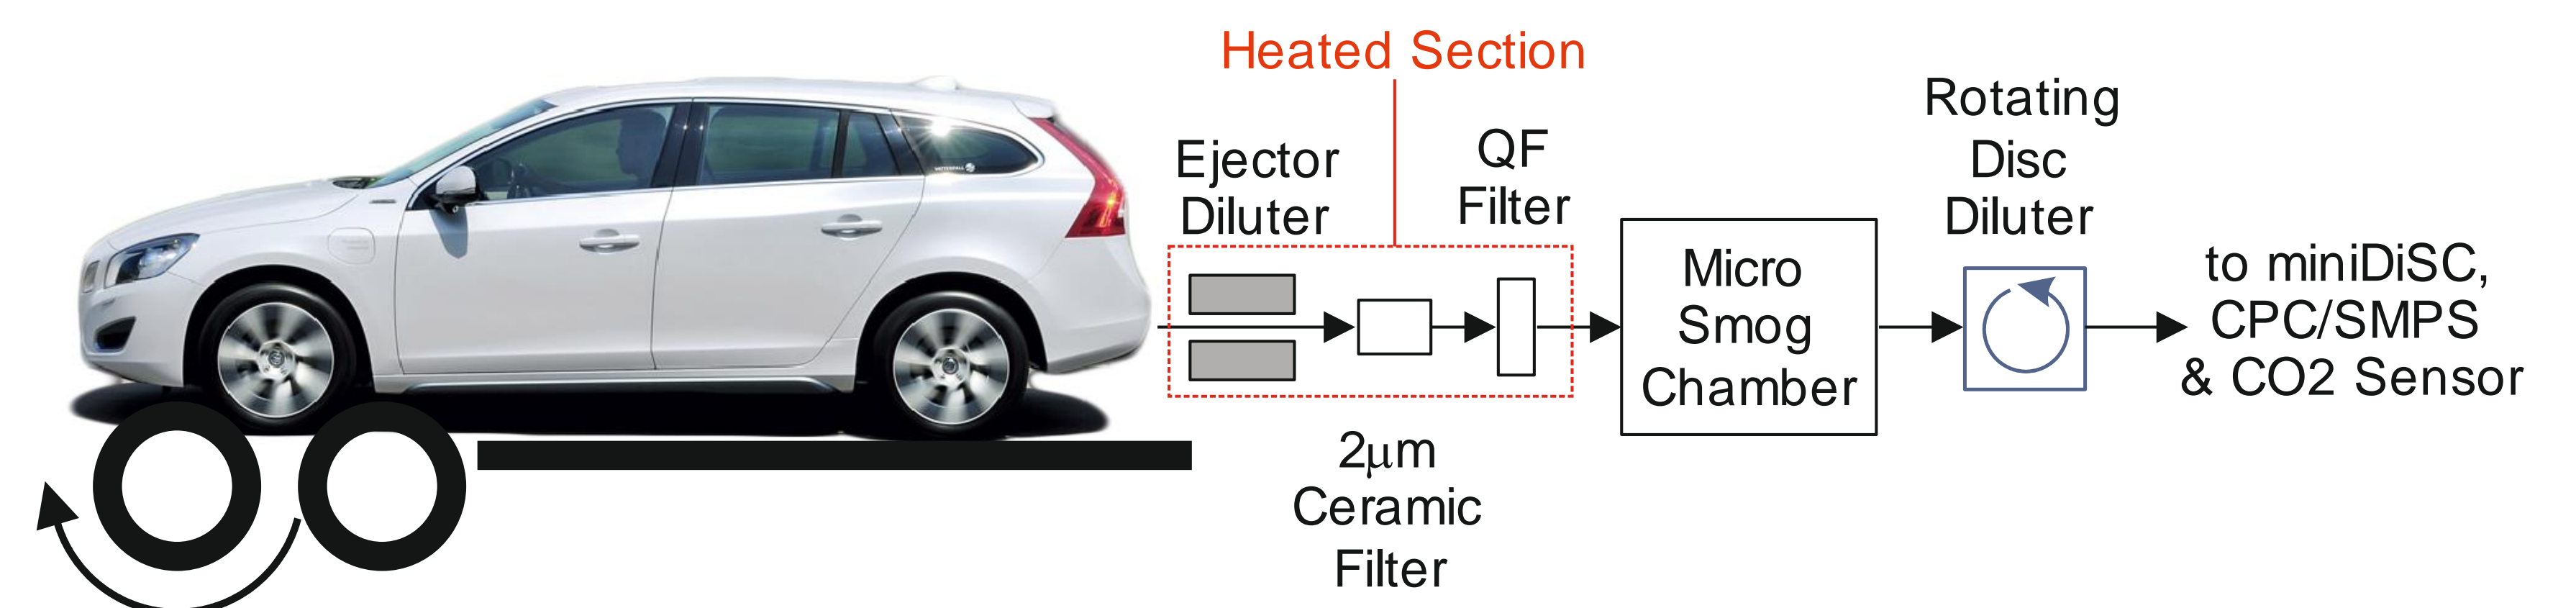 Heated Section
Ejector
Diluter
QF
Filter
2μm
Ceramic
Filter
Micro
Smog
Chamber
Rotating
Disc
Diluter
to miniDiSC,
CPC/SMPS
& CO2 Sensor